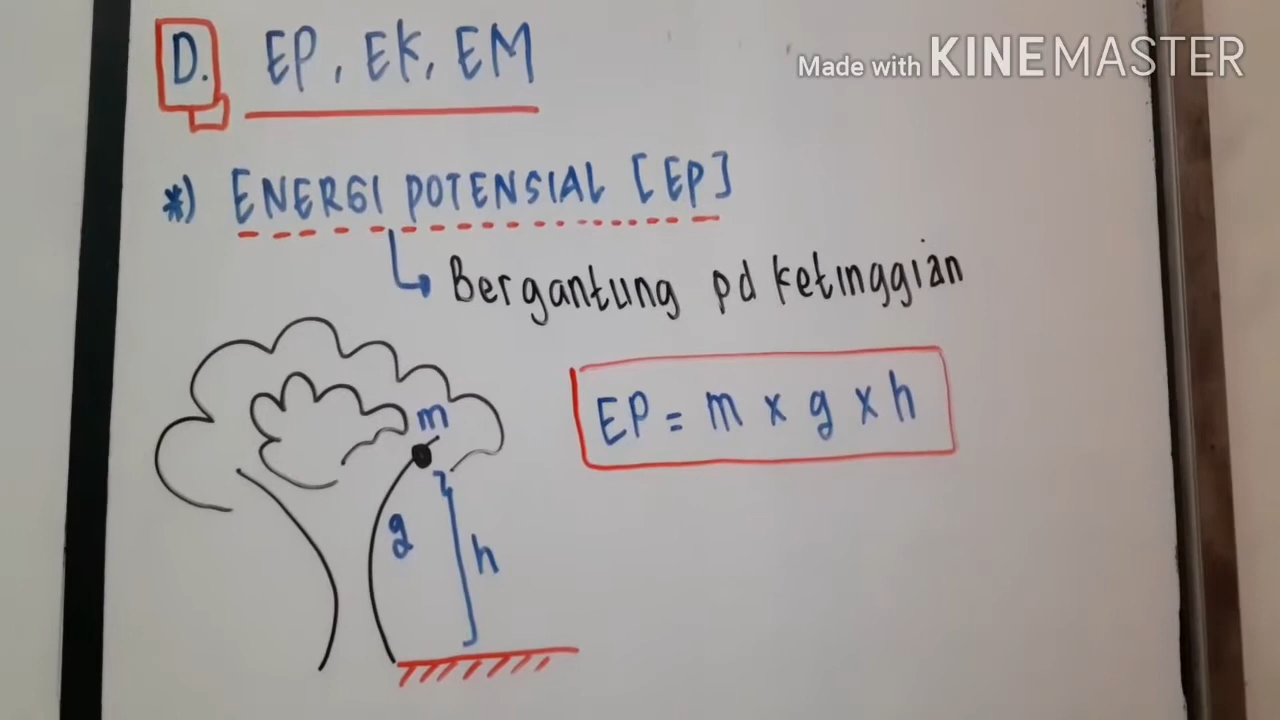 D. EP, EK, EM
Made with KINEMASTER
*) ENERGI POTENSIAL [EP]
Bergantung pd ketinggian
EP = m x g x h
m
g
h